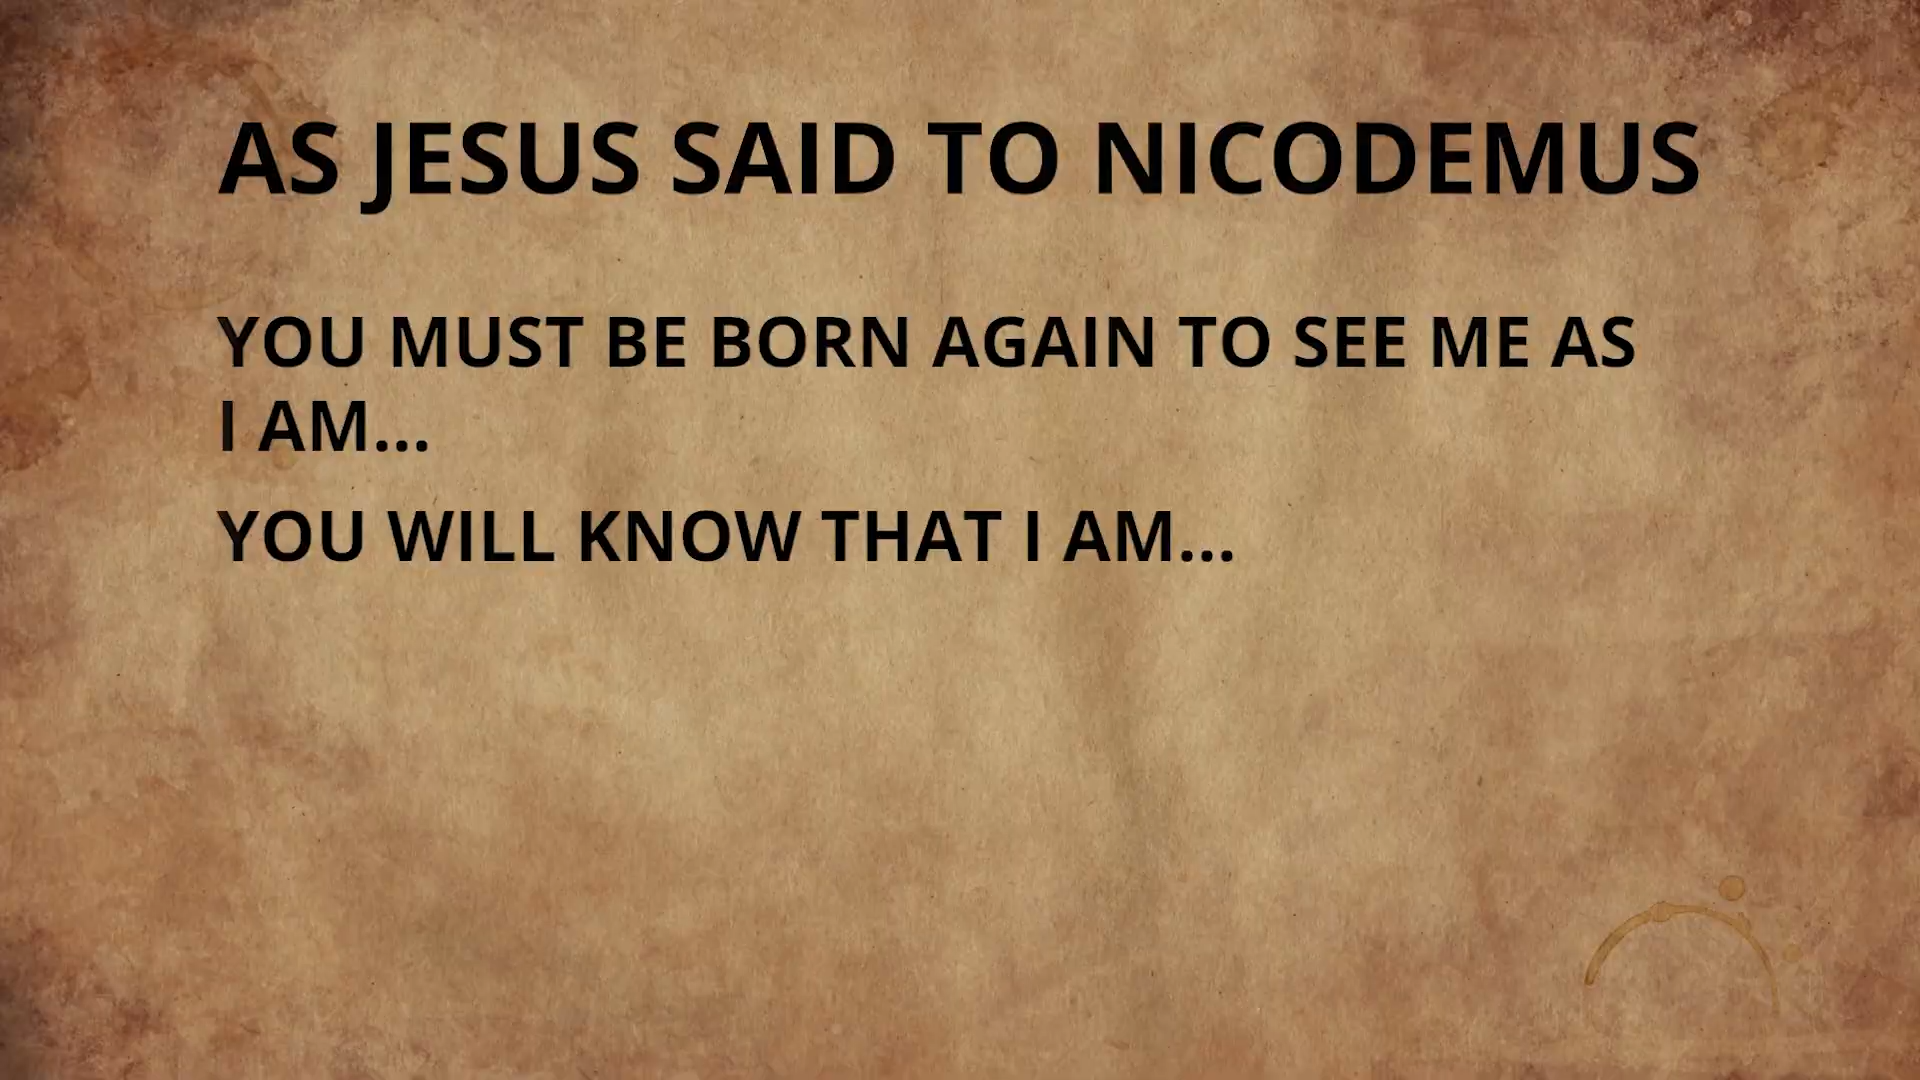 AS JESUS SAID TO NICODEMUS
YOU MUST BE BORN AGAIN TO SEE ME AS
I AM...
YOU WILL KNOW THAT I AM...